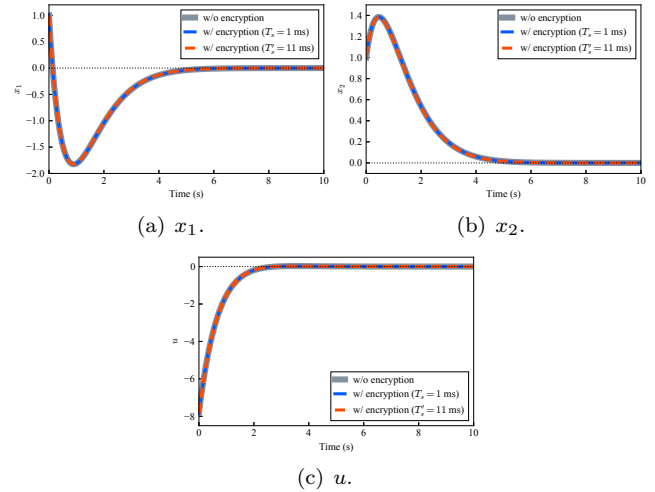 1.0
0.5
0.0
−0.5
−1.0
−1.5
−2.0
x₁
0 2 4 6 8 10
Time (s)
w/o encryption
w/ encryption (Tₛ = 1 ms)
w/ encryption (T′ₛ = 11 ms)
(a) x₁.
1.4
1.2
1.0
0.8
0.6
0.4
0.2
0.0
x₂
0 2 4 6 8 10
Time (s)
w/o encryption
w/ encryption (Tₛ = 1 ms)
w/ encryption (T′ₛ = 11 ms)
(b) x₂.
0
−2
−4
−6
−8
u
0 2 4 6 8 10
Time (s)
w/o encryption
w/ encryption (Tₛ = 1 ms)
w/ encryption (T′ₛ = 11 ms)
(c) u.